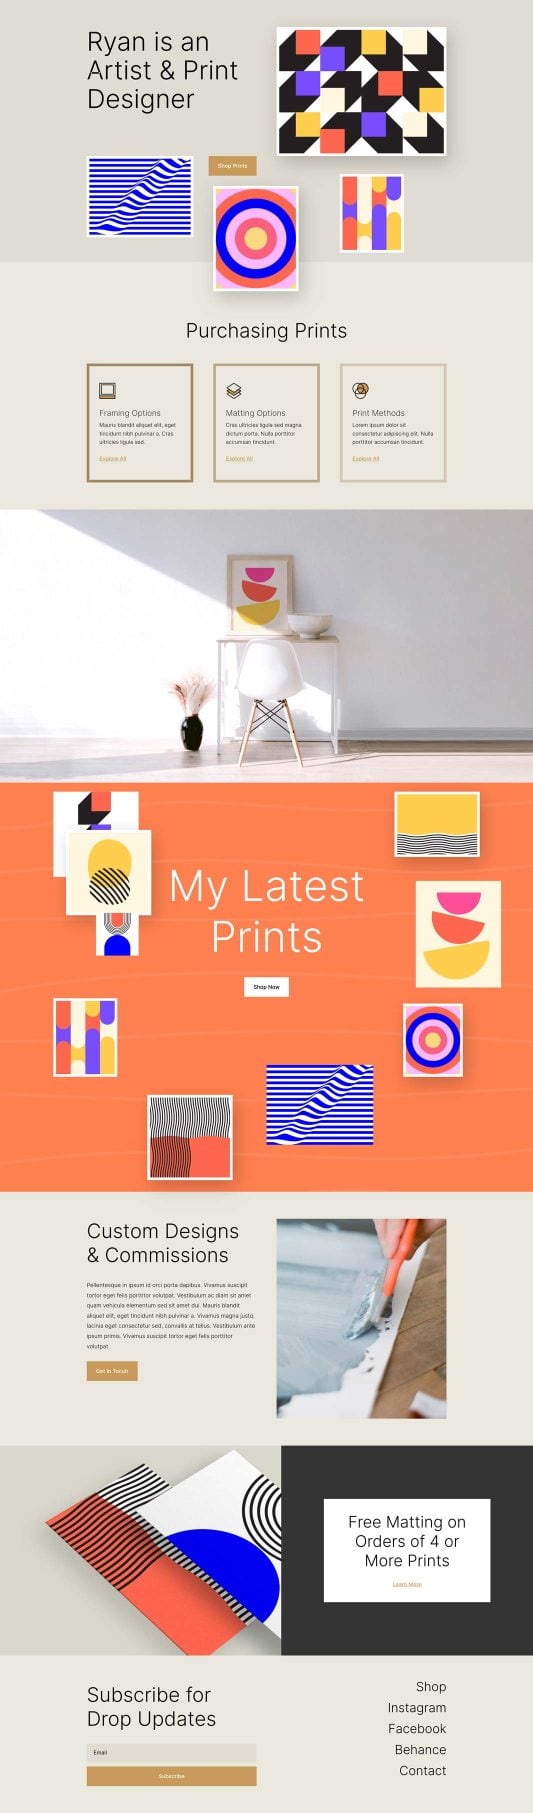 Ryan is an
Artist & Print
Designer
Shop Prints
Purchasing Prints
Framing Options
Mauris blandit aliquet elit, eget
tincidunt nibh pulvinar a. Cras
ultricies ligula sed.
Explore All
Matting Options
Cras ultricies ligula sed magna
dictum porta. Nulla porttitor
accumsan tincidunt.
Explore All
Print Methods
Lorem ipsum dolor sit
consectetur adipiscing elit. Nulla
porttitor accumsan tincidunt.
Explore All
My Latest
Prints
Shop Now
Custom Designs
& Commissions
Pellentesque in ipsum id orci porta dapibus. Vivamus suscipit
tortor eget felis porttitor volutpat. Vestibulum ac diam sit amet
quam vehicula elementum sed sit amet dui. Mauris blandit
aliquet elit, eget tincidunt nibh pulvinar a. Vivamus magna justo,
lacinia eget consectetur sed, convallis at tellus. Vestibulum ante
ipsum primis. Vivamus suscipit tortor eget felis porttitor
volutpat.
Get in Tocuh
Free Matting on
Orders of 4 or
More Prints
Learn More
Subscribe for
Drop Updates
Email
Subscribe
Shop
Instagram
Facebook
Behance
Contact